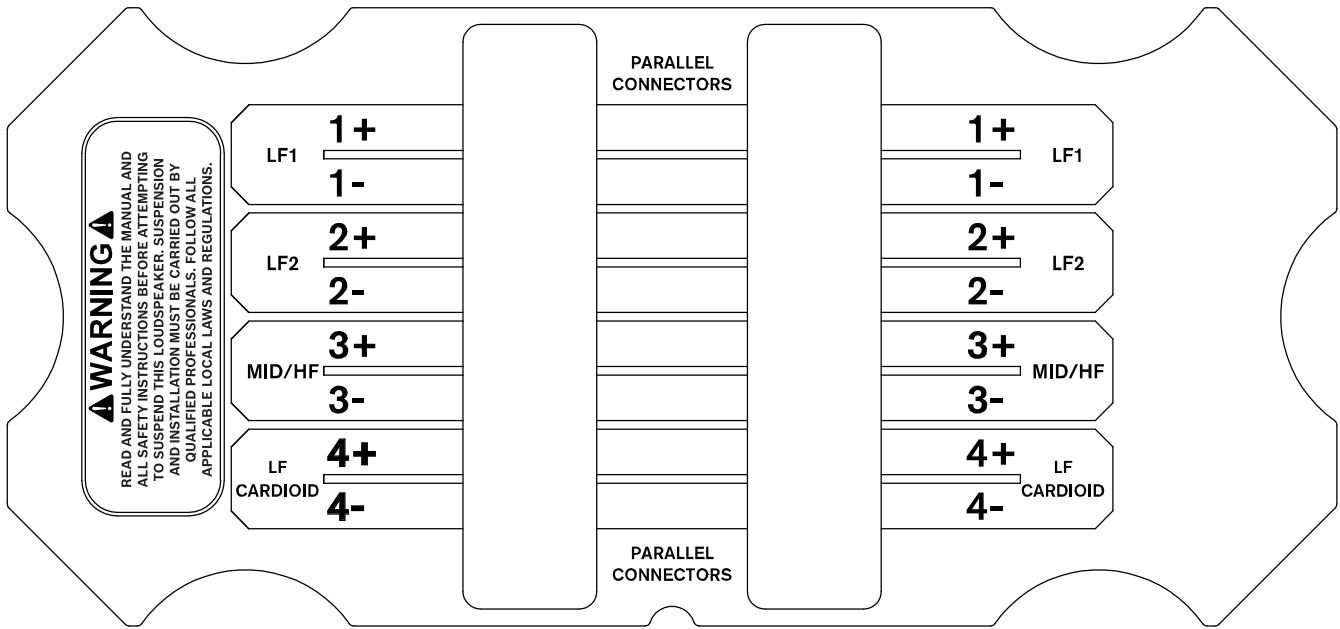 PARALLEL
CONNECTORS
WARNING
READ AND FULLY UNDERSTAND THE MANUAL AND
ALL SAFETY INSTRUCTIONS BEFORE ATTEMPTING
TO SUSPEND THIS LOUDSPEAKER. SUSPENSION
AND INSTALLATION MUST BE CARRIED OUT BY
QUALIFIED PROFESSIONALS. FOLLOW ALL
APPLICABLE LOCAL LAWS AND REGULATIONS.
LF1
1+
1-
1+
1-
LF1
LF2
2+
2-
2+
2-
LF2
MID/HF
3+
3-
3+
3-
MID/HF
LF
CARDIOID
4+
4-
4+
4-
LF
CARDIOID
PARALLEL
CONNECTORS